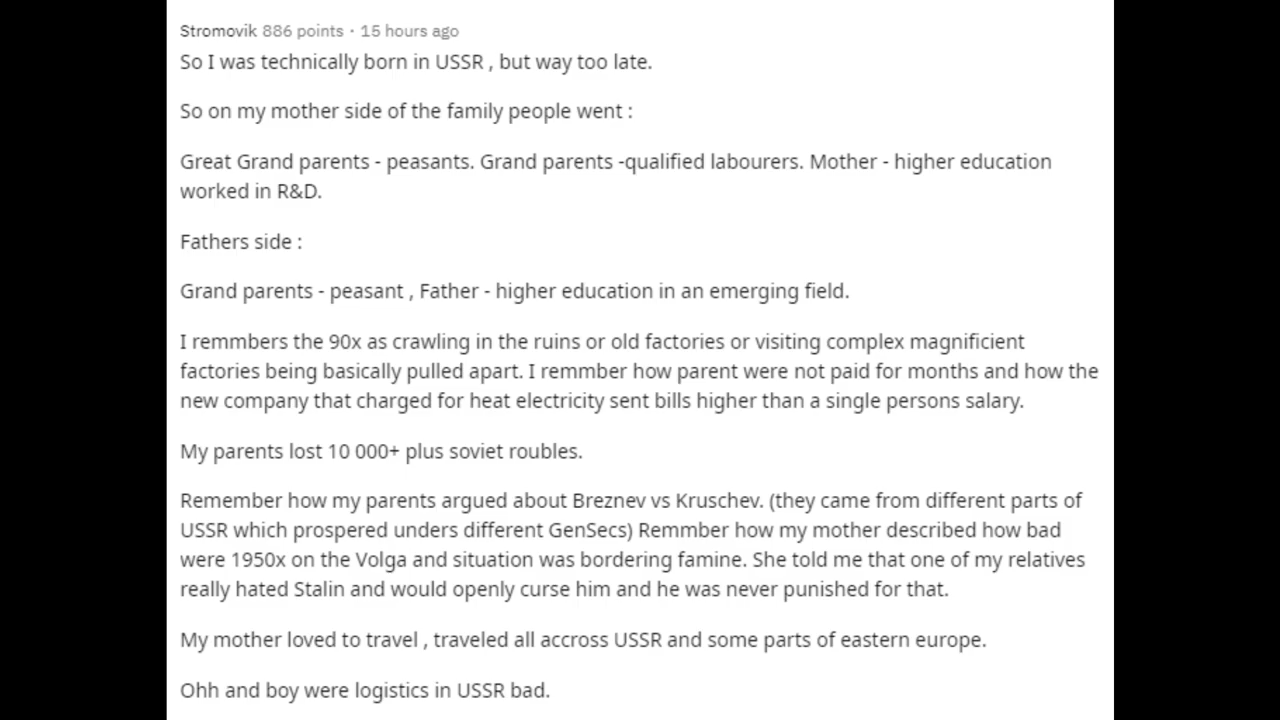 Stromovik 886 points · 15 hours ago
So I was technically born in USSR , but way too late.
So on my mother side of the family people went :
Great Grand parents - peasants. Grand parents -qualified labourers. Mother - higher education
worked in R&D.
Fathers side :
Grand parents - peasant , Father - higher education in an emerging field.
I remmbers the 90x as crawling in the ruins or old factories or visiting complex magnificient
factories being basically pulled apart. I remmber how parent were not paid for months and how the
new company that charged for heat electricity sent bills higher than a single persons salary.
My parents lost 10 000+ plus soviet roubles.
Remember how my parents argued about Breznev vs Kruschev. (they came from different parts of
USSR which prospered unders different GenSecs) Remmber how my mother described how bad
were 1950x on the Volga and situation was bordering famine. She told me that one of my relatives
really hated Stalin and would openly curse him and he was never punished for that.
My mother loved to travel , traveled all accross USSR and some parts of eastern europe.
Ohh and boy were logistics in USSR bad.